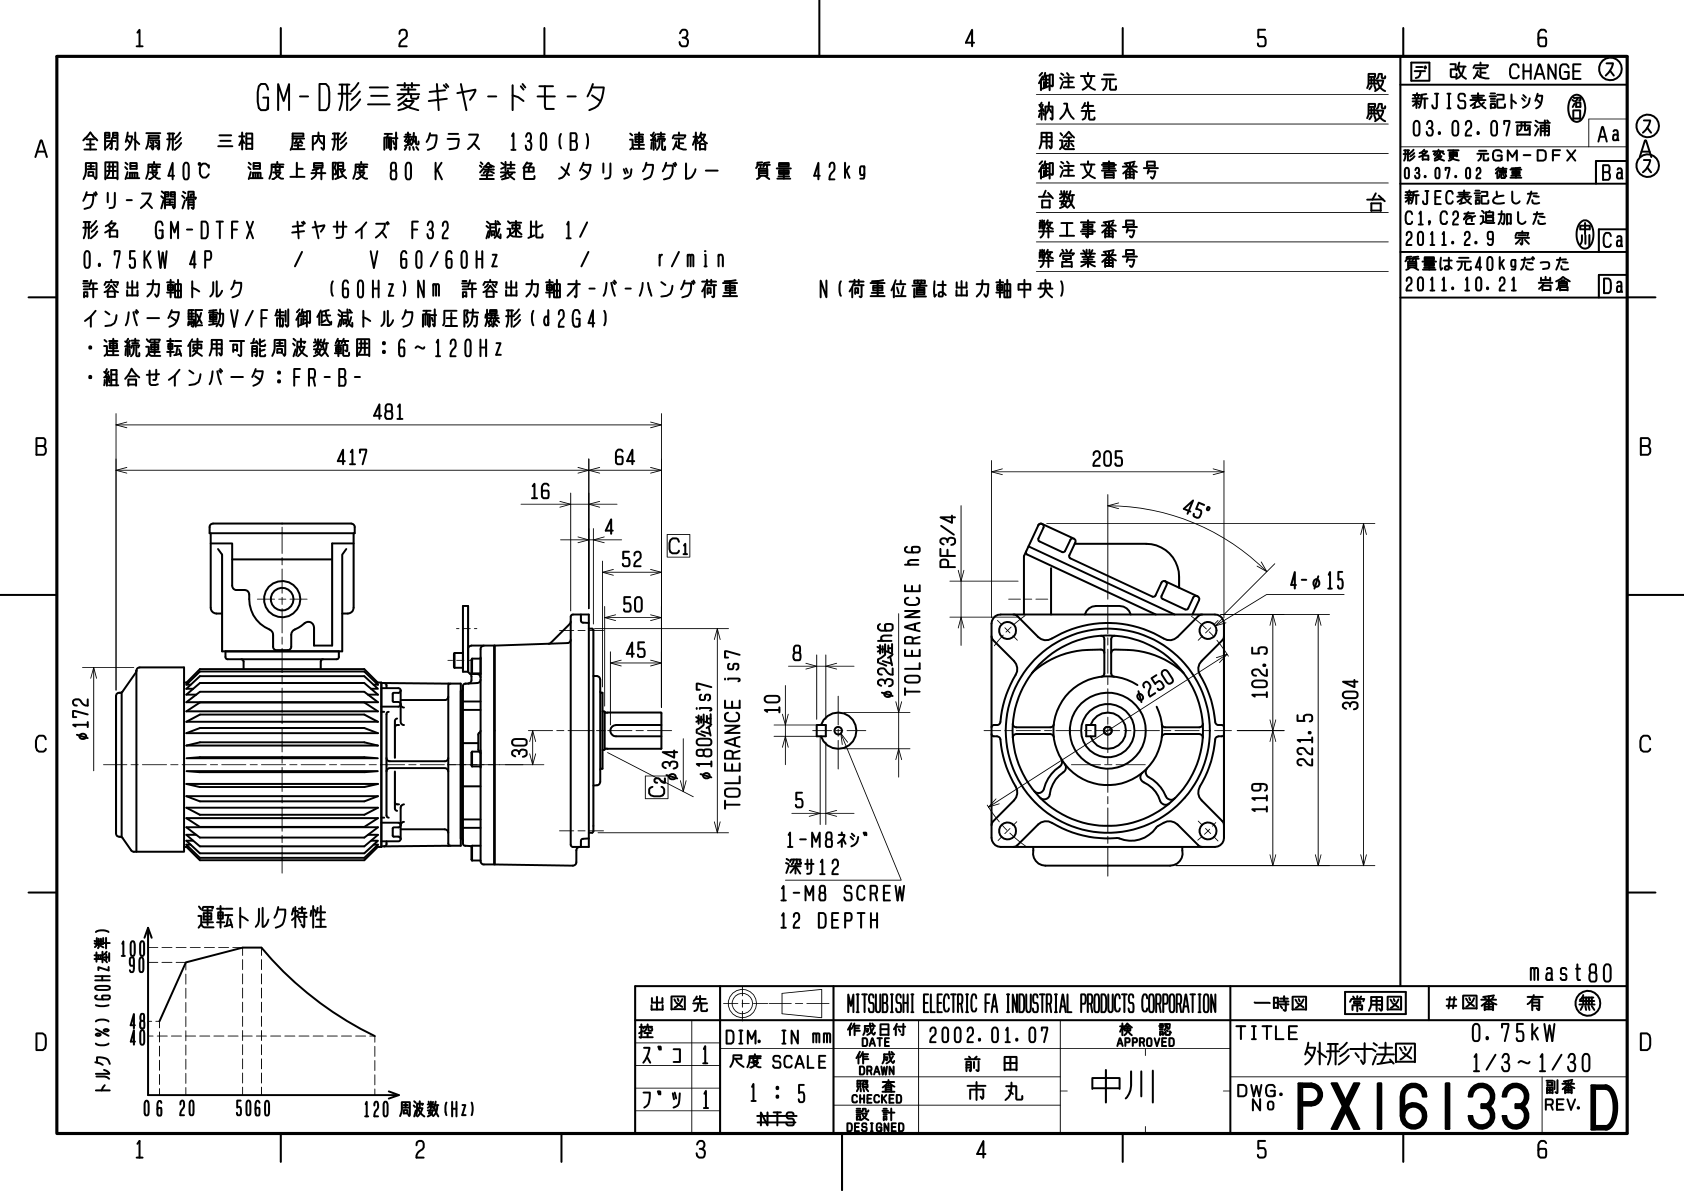 1 2 3 4 5 6
GM-D形三菱ギヤードモータ
全閉外扇形 三相 屋内形 耐熱クラス 130(B) 連続定格
周囲温度40℃ 温度上昇限度 80 K 塗装色 メタリックグレー 質量 42kg
グリース潤滑
形名 GM-DTFX ギヤサイズ F32 減速比 1/
0.75KW 4P / V 60/60Hz / r/min
許容出力軸トルク (60Hz)Nm 許容出力軸オーバーハング荷重 N(荷重位置は出力軸中央)
インバータ駆動V/F制御低減トルク耐圧防爆形(d2G4)
・連続運転使用可能周波数範囲：6～120Hz
・組合せインバータ：FR-B-
御注文元 殿
納入先 殿
用途
御注文書番号
台数 台
弊工事番号
弊営業番号
デ 改定 CHANGE ス
新JIS表記トシタ
03.02.07西浦 Aa
形名変更 元GM-DFX
03.07.02 徳重 Ba
新JEC表記とした
C1,C2を追加した
2011.2.9 宗 Ca
質量は元40kgだった
2011.10.21 岩倉 Da
ス
A
ス
A
B
C
D
A
B
C
D
481
417 64
16
4
C1
52
50
45
φ172
30
C2
φ34
φ180公差js7
TOLERANCE js7
8
10
5
φ32公差h6
TOLERANCE h6
1-M8ネジ
深サ12
1-M8 SCREW
12 DEPTH
205
45°
PF3/4
4-φ15
φ250
102.5
119
221.5
304
運転トルク特性
トルク(%)(60Hz基準)
100
90
48
40
0 6 20 50 60 120 周波数(Hz)
mast80
出図先
控
ズコ 1
ブツ 1
DIM. IN mm
尺度 SCALE
1 : 5
NTS
MITSUBISHI ELECTRIC FA INDUSTRIAL PRODUCTS CORPORATION
作成日付 DATE 2002.01.07
作成 DRAWN 前田
照査 CHECKED 市丸
設計 DESIGNED
検認 APPROVED
中川
一時図 常用図 #図番 有 無
TITLE 0.75kW
外形寸法図 1/3～1/30
DWG. No PX16133 副番 REV. D
1 2 3 4 5 6